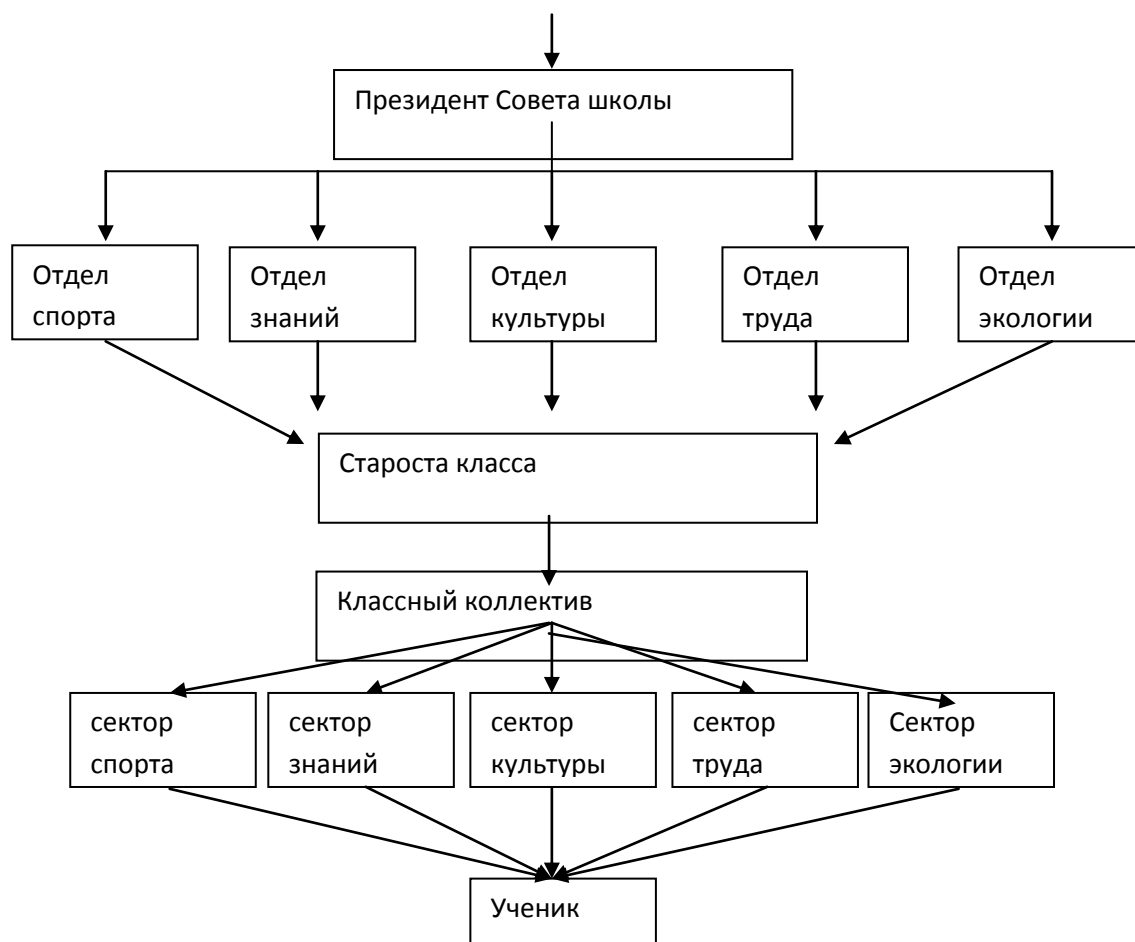 Президент Совета школы
Отдел
спорта
Отдел
знаний
Отдел
культуры
Отдел
труда
Отдел
экологии
Староста класса
Классный коллектив
сектор
спорта
сектор
знаний
сектор
культуры
сектор
труда
Сектор
экологии
Ученик